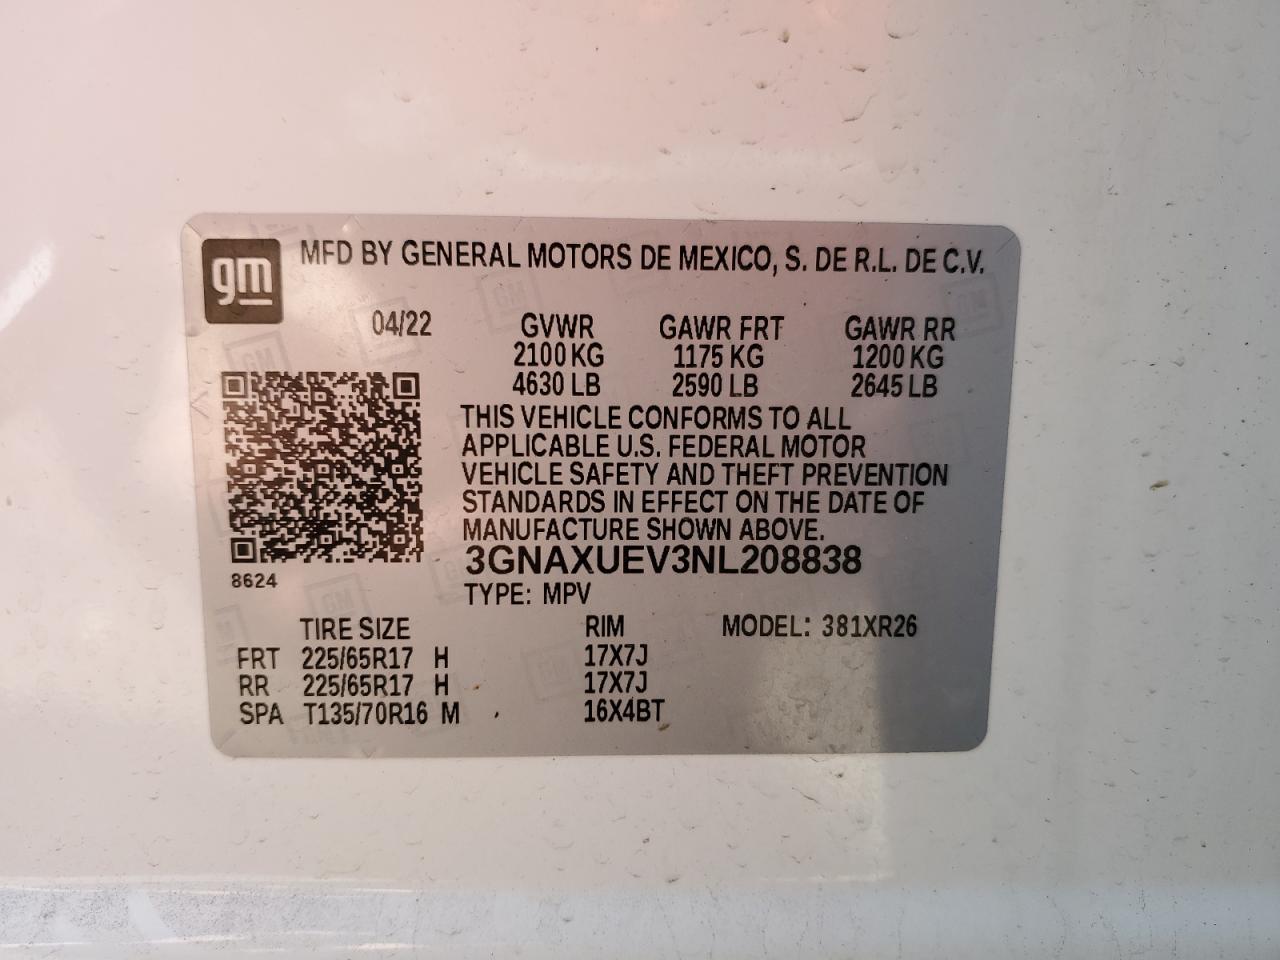 gm MFD BY GENERAL MOTORS DE MEXICO, S. DE R.L. DE C.V.
04/22 GVWR GAWR FRT GAWR RR
2100 KG 1175 KG 1200 KG
4630 LB 2590 LB 2645 LB
THIS VEHICLE CONFORMS TO ALL
APPLICABLE U.S. FEDERAL MOTOR
VEHICLE SAFETY AND THEFT PREVENTION
STANDARDS IN EFFECT ON THE DATE OF
MANUFACTURE SHOWN ABOVE.
3GNAXUEV3NL208838
8624
TYPE: MPV
TIRE SIZE RIM MODEL: 381XR26
FRT 225/65R17 H 17X7J
RR 225/65R17 H 17X7J
SPA T135/70R16 M 16X4BT